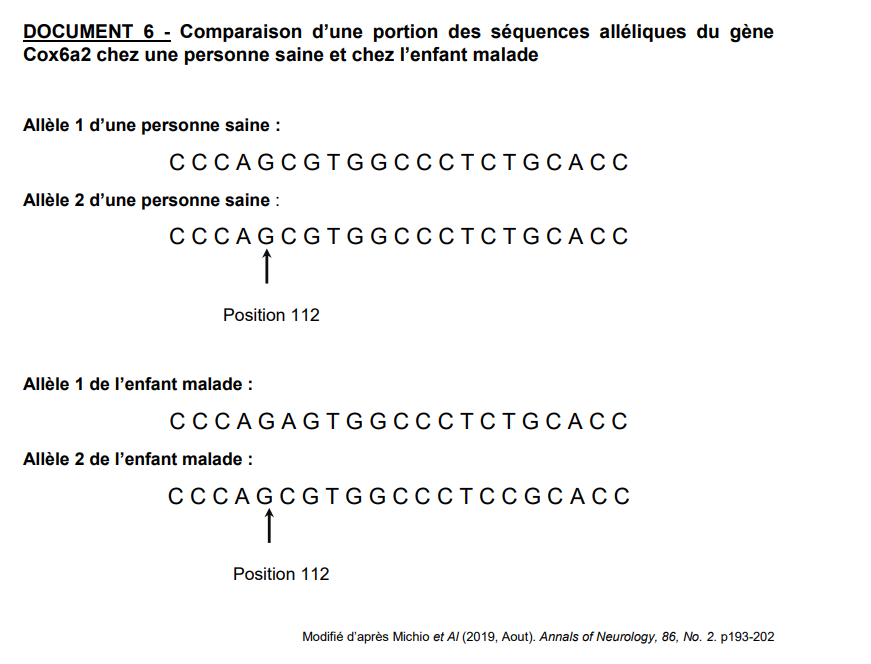 DOCUMENT 6 - Comparaison d’une portion des séquences alléliques du gène
Cox6a2 chez une personne saine et chez l’enfant malade
Allèle 1 d’une personne saine :
C C C A G C G T G G C C C T C T G C A C C
Allèle 2 d’une personne saine :
C C C A G C G T G G C C C T C T G C A C C
Position 112
Allèle 1 de l’enfant malade :
C C C A G A G T G G C C C T C T G C A C C
Allèle 2 de l’enfant malade :
C C C A G C G T G G C C C T C C G C A C C
Position 112
Modifié d’après Michio et Al (2019, Aout). Annals of Neurology, 86, No. 2. p193-202